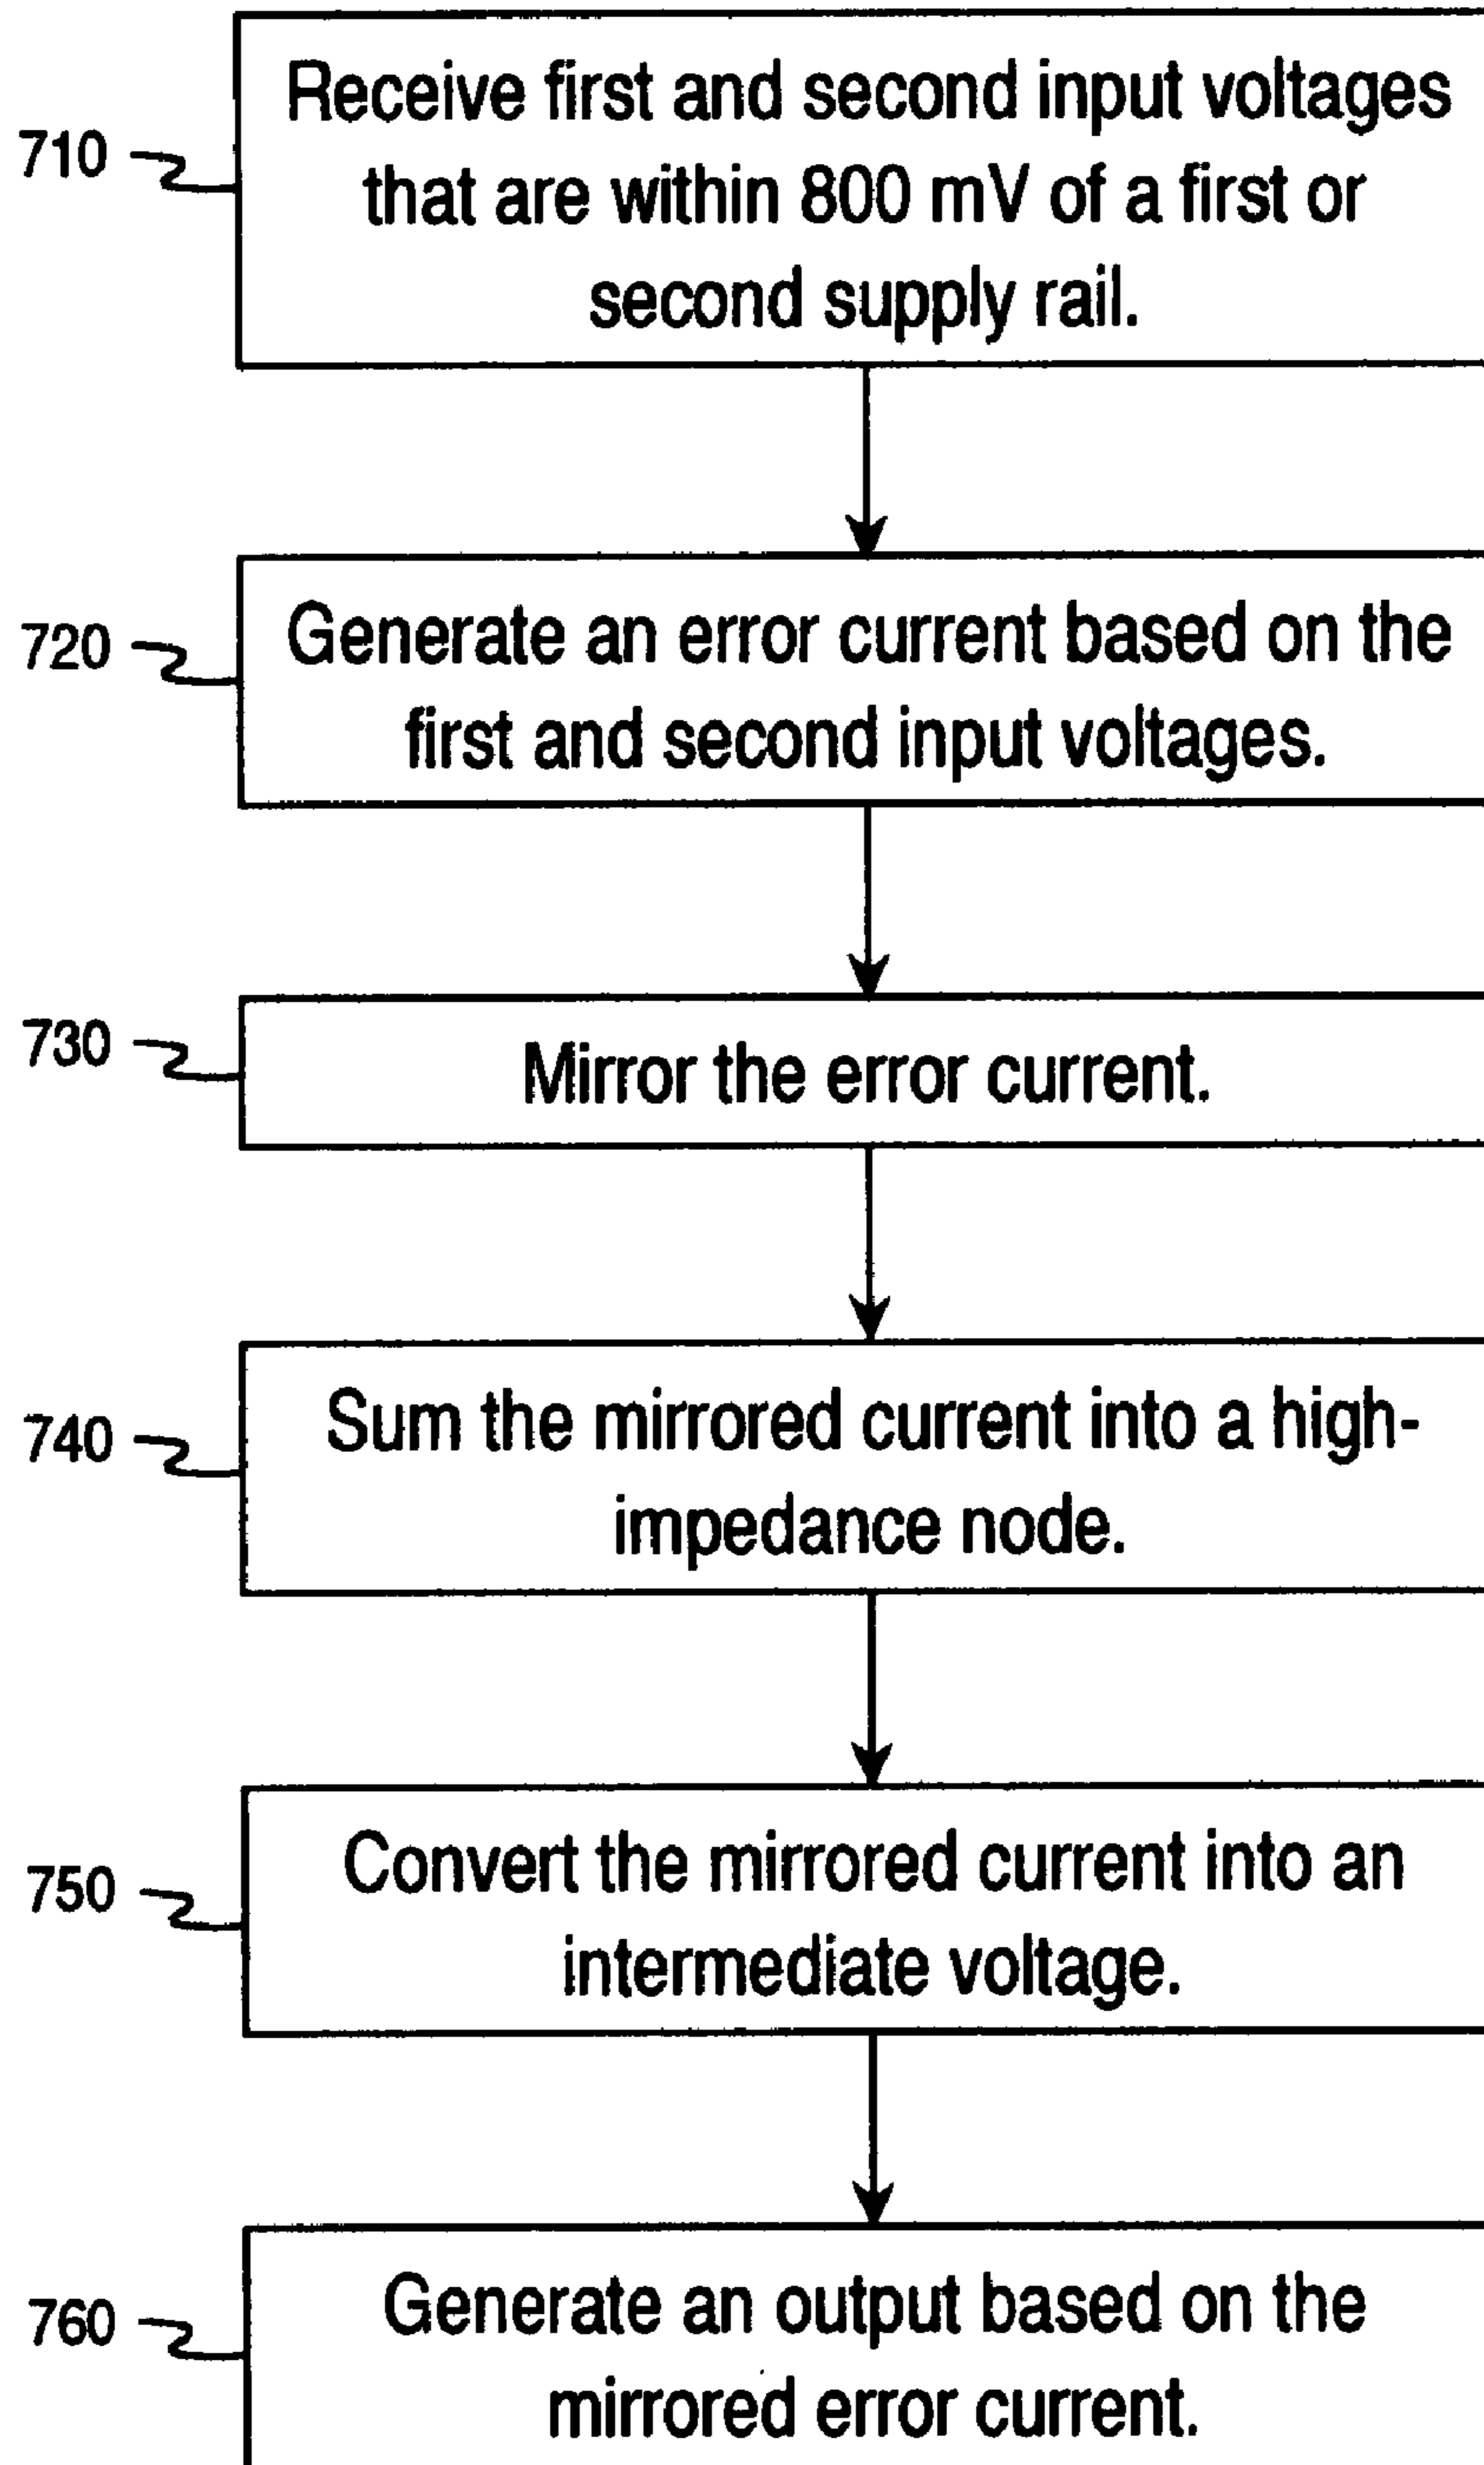 710
Receive first and second input voltages
that are within 800 mV of a first or
second supply rail.
720
Generate an error current based on the
first and second input voltages.
730
Mirror the error current.
740
Sum the mirrored current into a high-
impedance node.
750
Convert the mirrored current into an
intermediate voltage.
760
Generate an output based on the
mirrored error current.